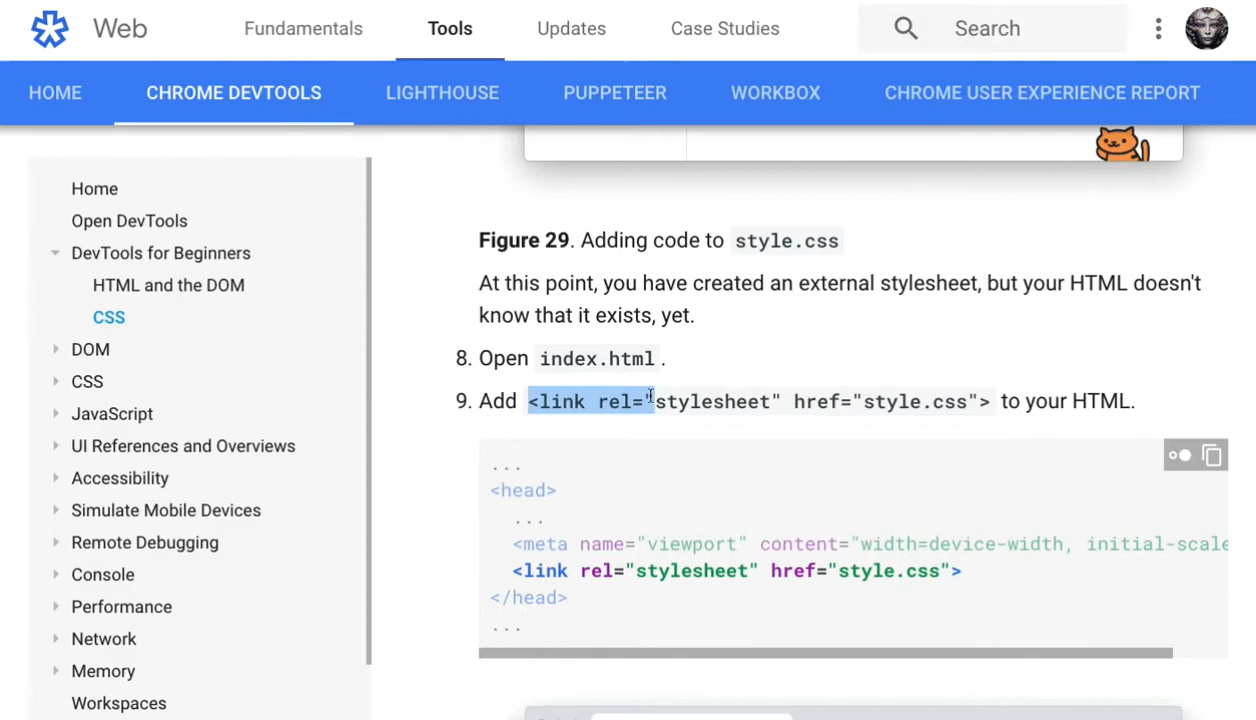 Web
Fundamentals
Tools
Updates
Case Studies
Search
HOME
CHROME DEVTOOLS
LIGHTHOUSE
PUPPETEER
WORKBOX
CHROME USER EXPERIENCE REPORT
Home
Open DevTools
DevTools for Beginners
HTML and the DOM
CSS
DOM
CSS
JavaScript
UI References and Overviews
Accessibility
Simulate Mobile Devices
Remote Debugging
Console
Performance
Network
Memory
Workspaces
Figure 29. Adding code to style.css
At this point, you have created an external stylesheet, but your HTML doesn't
know that it exists, yet.
8. Open index.html.
9. Add <link rel="stylesheet" href="style.css"> to your HTML.
...
<head>
...
<meta name="viewport" content="width=device-width, initial-scale
<link rel="stylesheet" href="style.css">
</head>
...